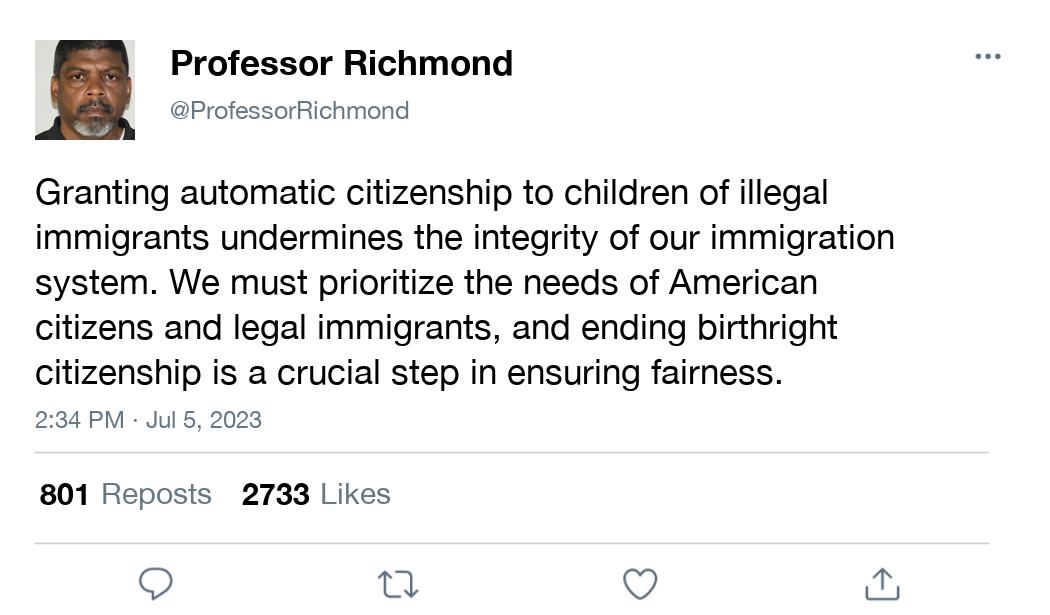 Professor Richmond
@ProfessorRichmond
Granting automatic citizenship to children of illegal
immigrants undermines the integrity of our immigration
system. We must prioritize the needs of American
citizens and legal immigrants, and ending birthright
citizenship is a crucial step in ensuring fairness.
2:34 PM · Jul 5, 2023
801 Reposts 2733 Likes